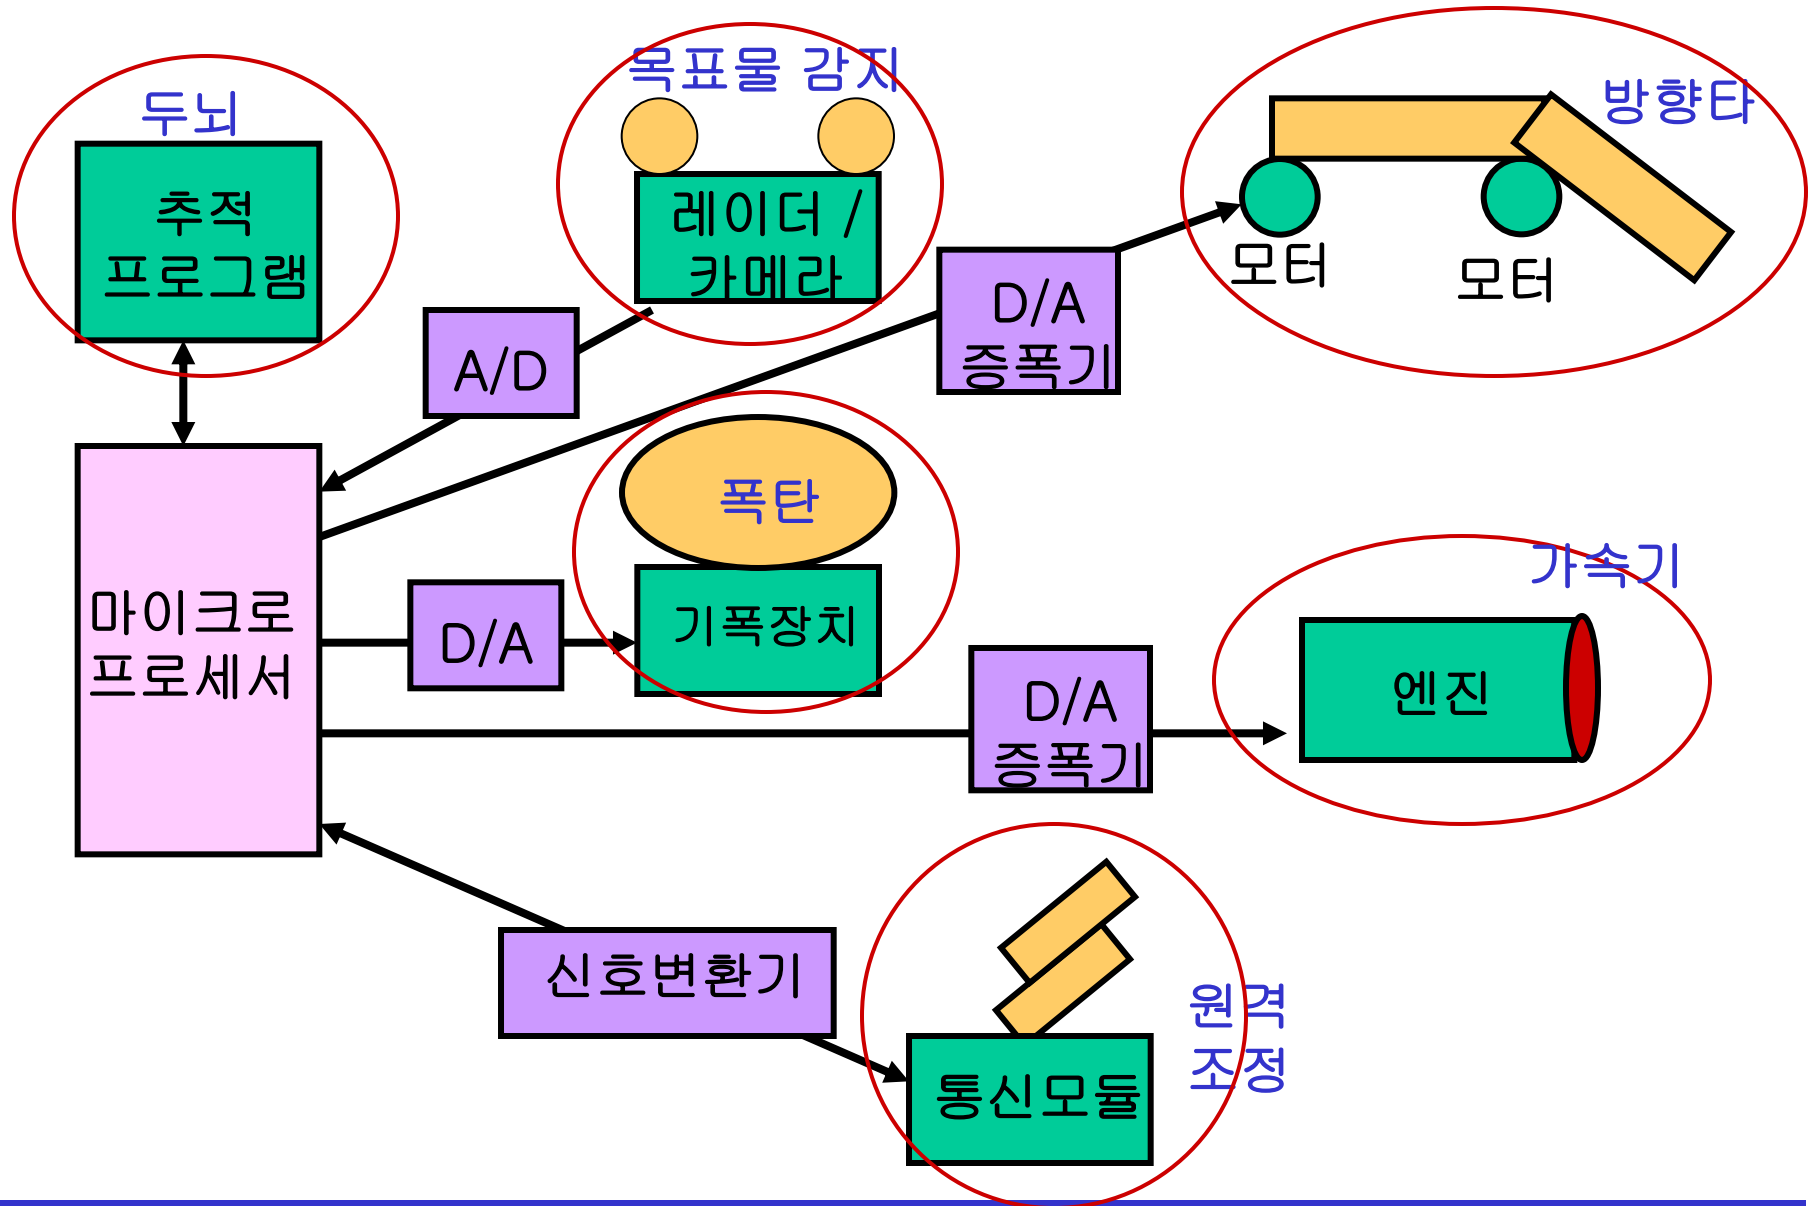 두뇌
추적
프로그램
목표물 감지
레이더 /
카메라
방향타
모터
모터
A/D
D/A
증폭기
폭탄
기폭장치
D/A
마이크로
프로세서
가속기
엔진
D/A
증폭기
신호변환기
원격
조정
통신모듈